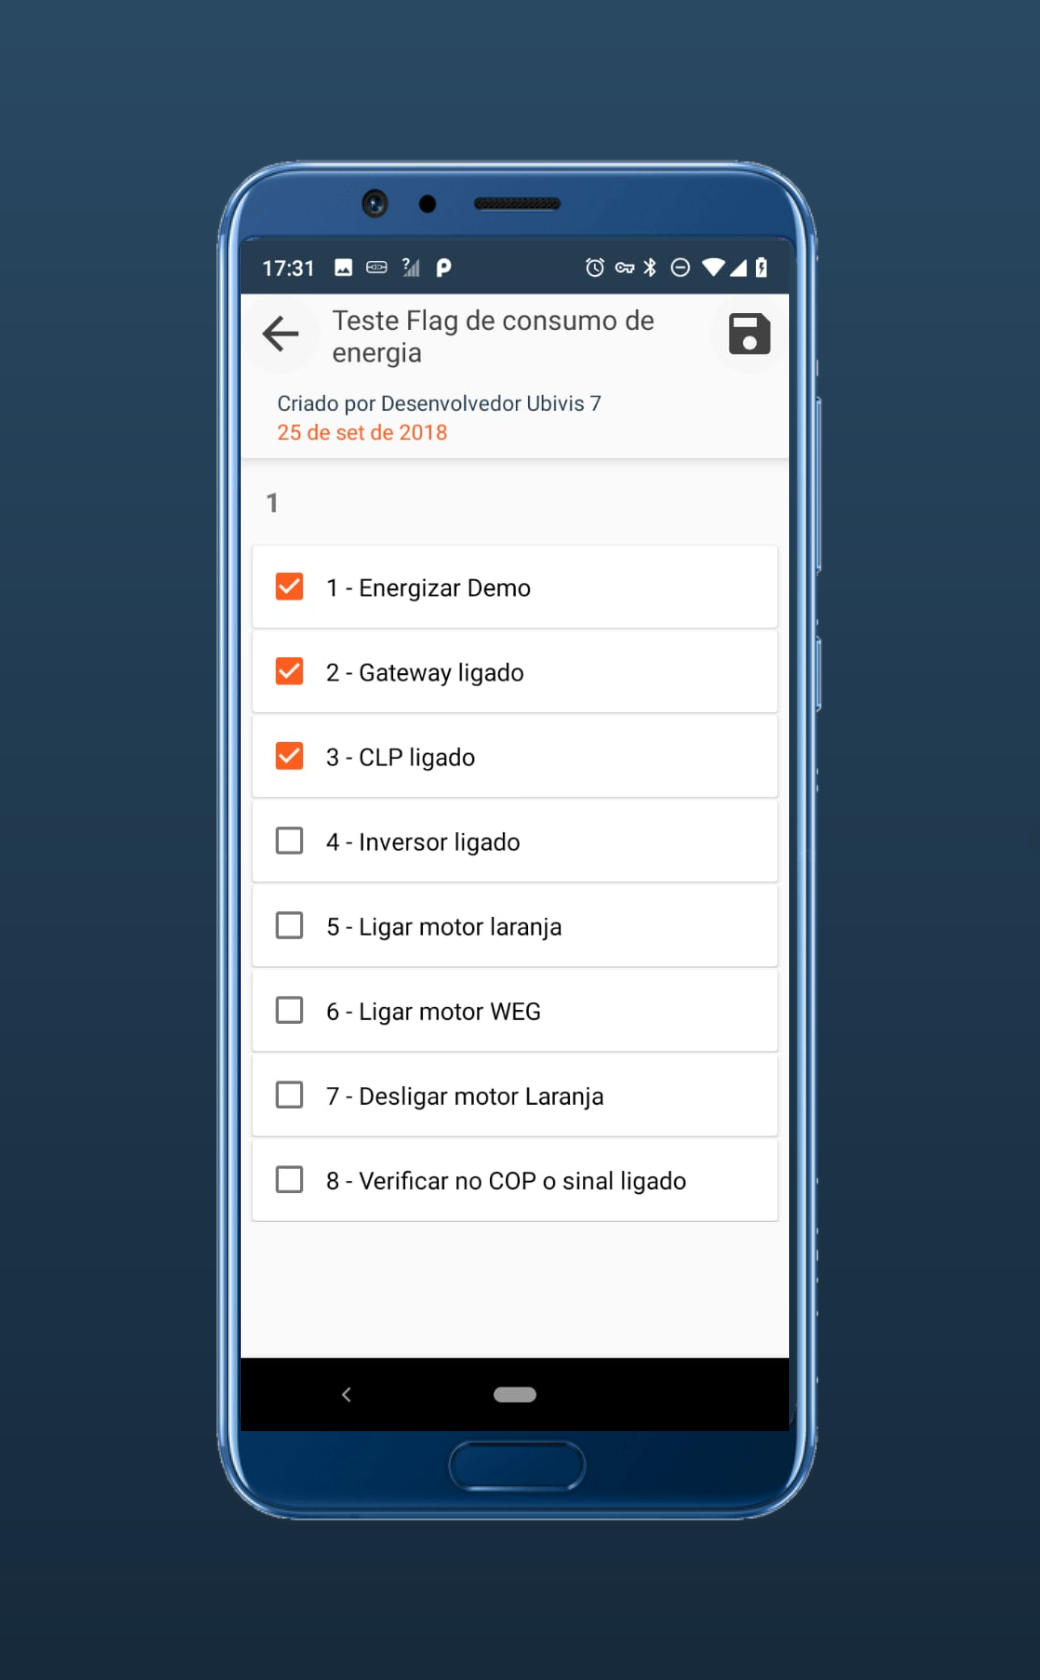 17:31
Teste Flag de consumo de
energia
Criado por Desenvolvedor Ubivis 7
25 de set de 2018
1
1 - Energizar Demo
2 - Gateway ligado
3 - CLP ligado
4 - Inversor ligado
5 - Ligar motor laranja
6 - Ligar motor WEG
7 - Desligar motor Laranja
8 - Verificar no COP o sinal ligado